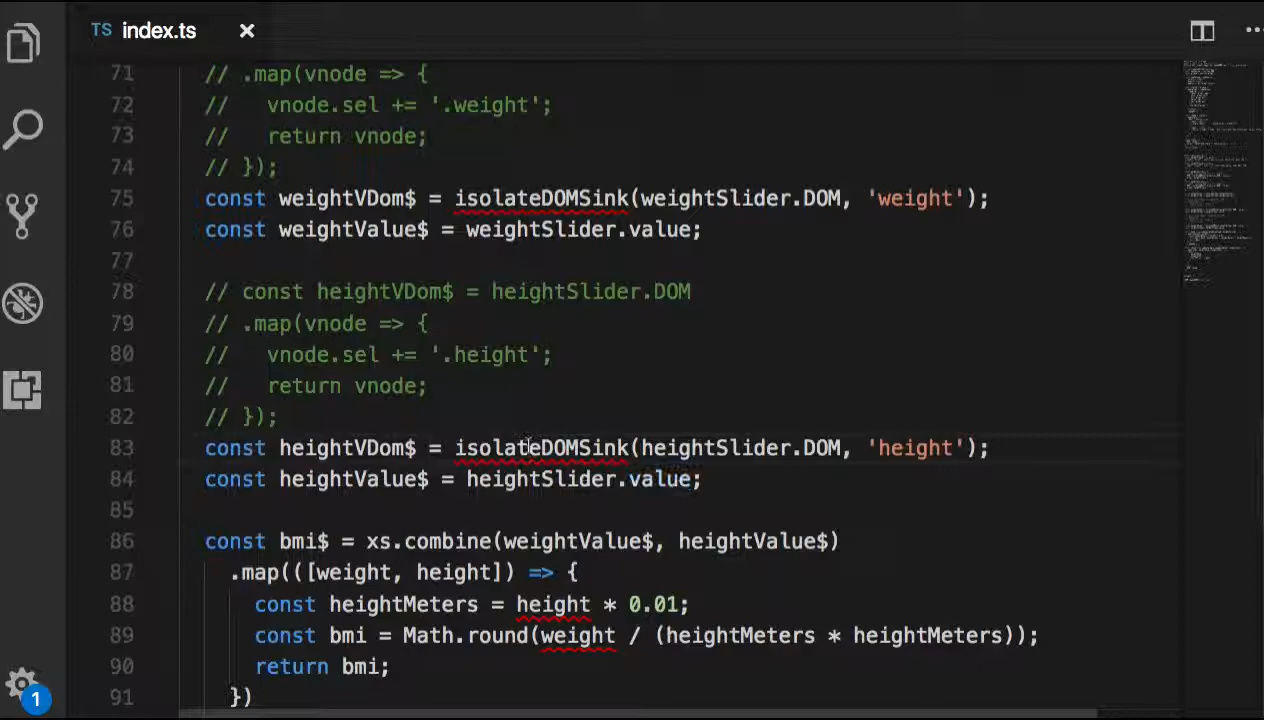 TS index.ts ×
71 // .map(vnode => {
72 //   vnode.sel += '.weight';
73 //   return vnode;
74 // });
75 const weightVDom$ = isolateDOMSink(weightSlider.DOM, 'weight');
76 const weightValue$ = weightSlider.value;
77
78 // const heightVDom$ = heightSlider.DOM
79 // .map(vnode => {
80 //   vnode.sel += '.height';
81 //   return vnode;
82 // });
83 const heightVDom$ = isolateDOMSink(heightSlider.DOM, 'height');
84 const heightValue$ = heightSlider.value;
85
86 const bmi$ = xs.combine(weightValue$, heightValue$)
87   .map(([weight, height]) => {
88     const heightMeters = height * 0.01;
89     const bmi = Math.round(weight / (heightMeters * heightMeters));
90     return bmi;
91   })
1